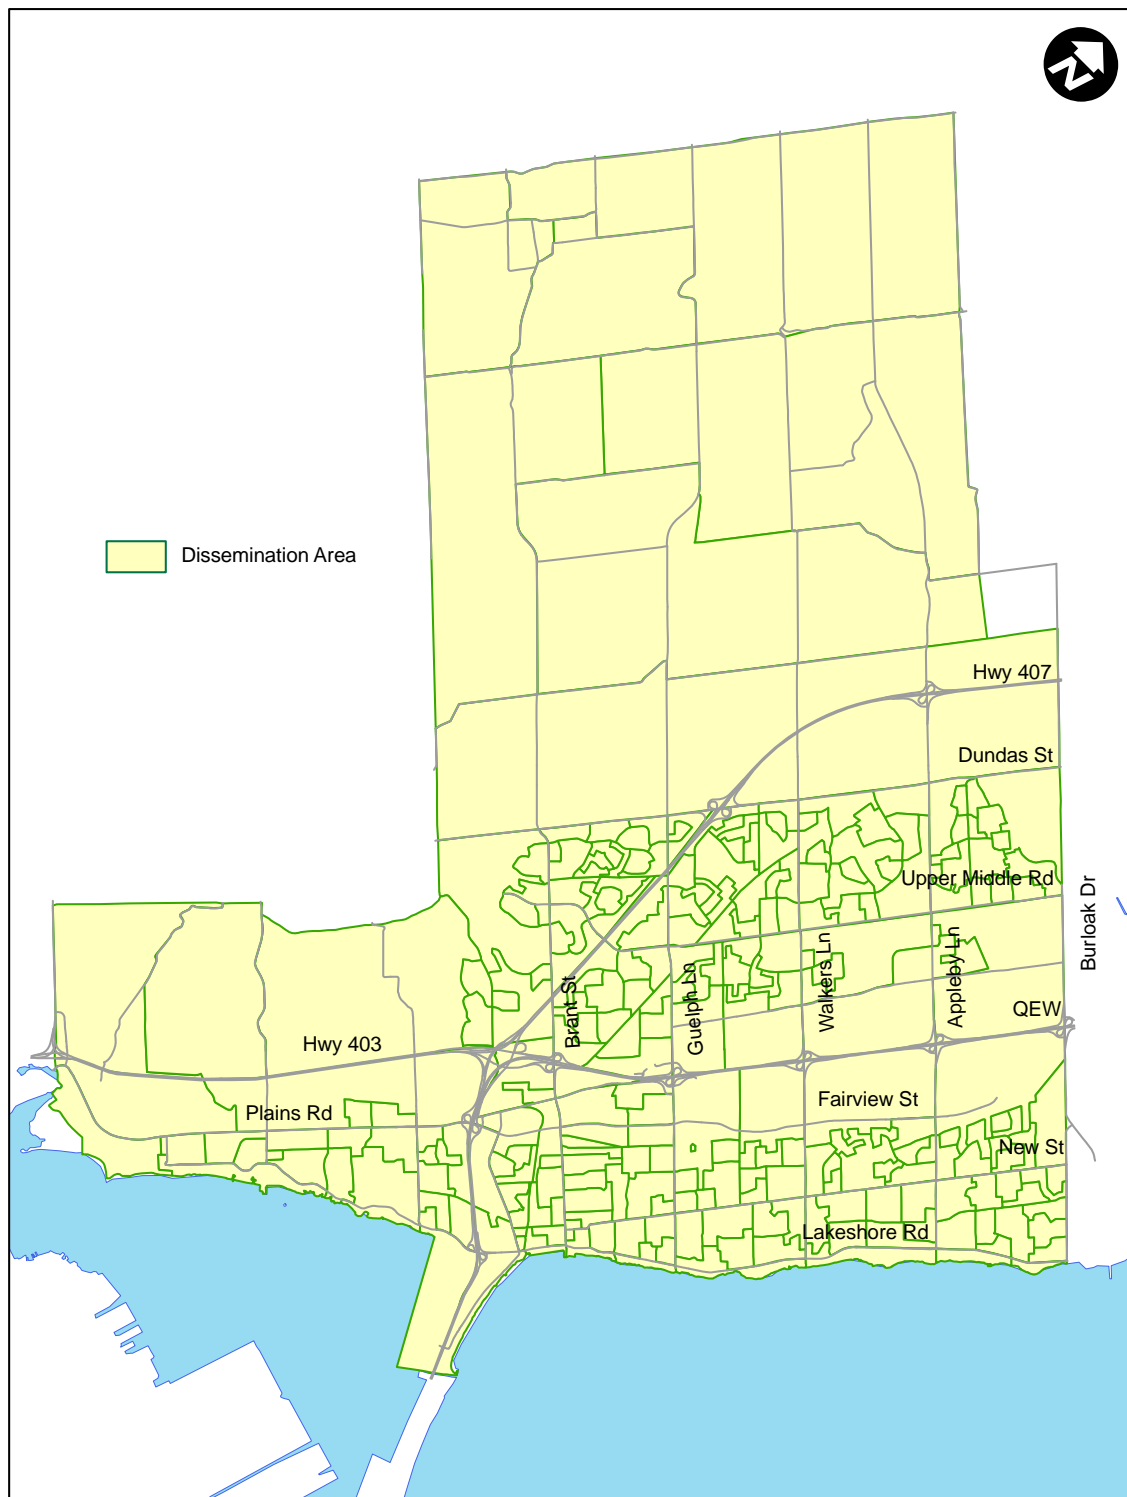 N
Dissemination Area
Hwy 407
Dundas St
Upper Middle Rd
Burloak Dr
Appleby Ln
Walkers Ln
Guelph Ln
Brant St
QEW
Hwy 403
Fairview St
Plains Rd
New St
Lakeshore Rd